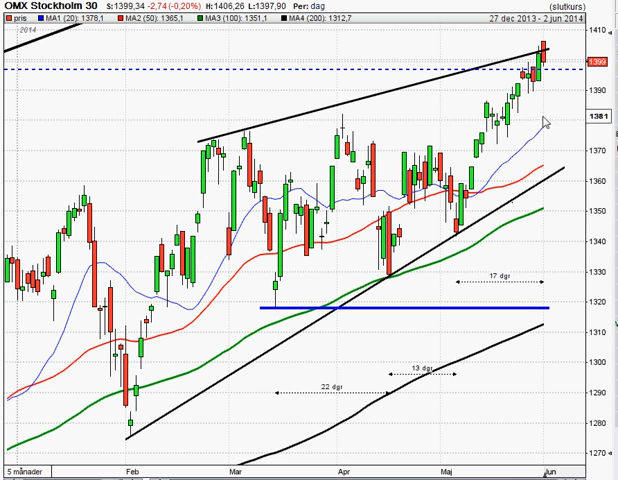 OMX Stockholm 30 S:1399,34 -2,74 (-0,20%) H:1406,26 L:1397,90 Per: dag (slutkurs)
pris MA1 (20): 1378,1 MA2 (50): 1365,1 MA3 (100): 1351,1 MA4 (200): 1312,7 27 dec 2013 - 2 jun 2014
2014
1410
1399
1390
1381
1370
1360
1350
1340
1330
17 dgr
1320
1310
1300
13 dgr
22 dgr
1290
1280
1270
5 månader Feb Mar Apr Maj Jun